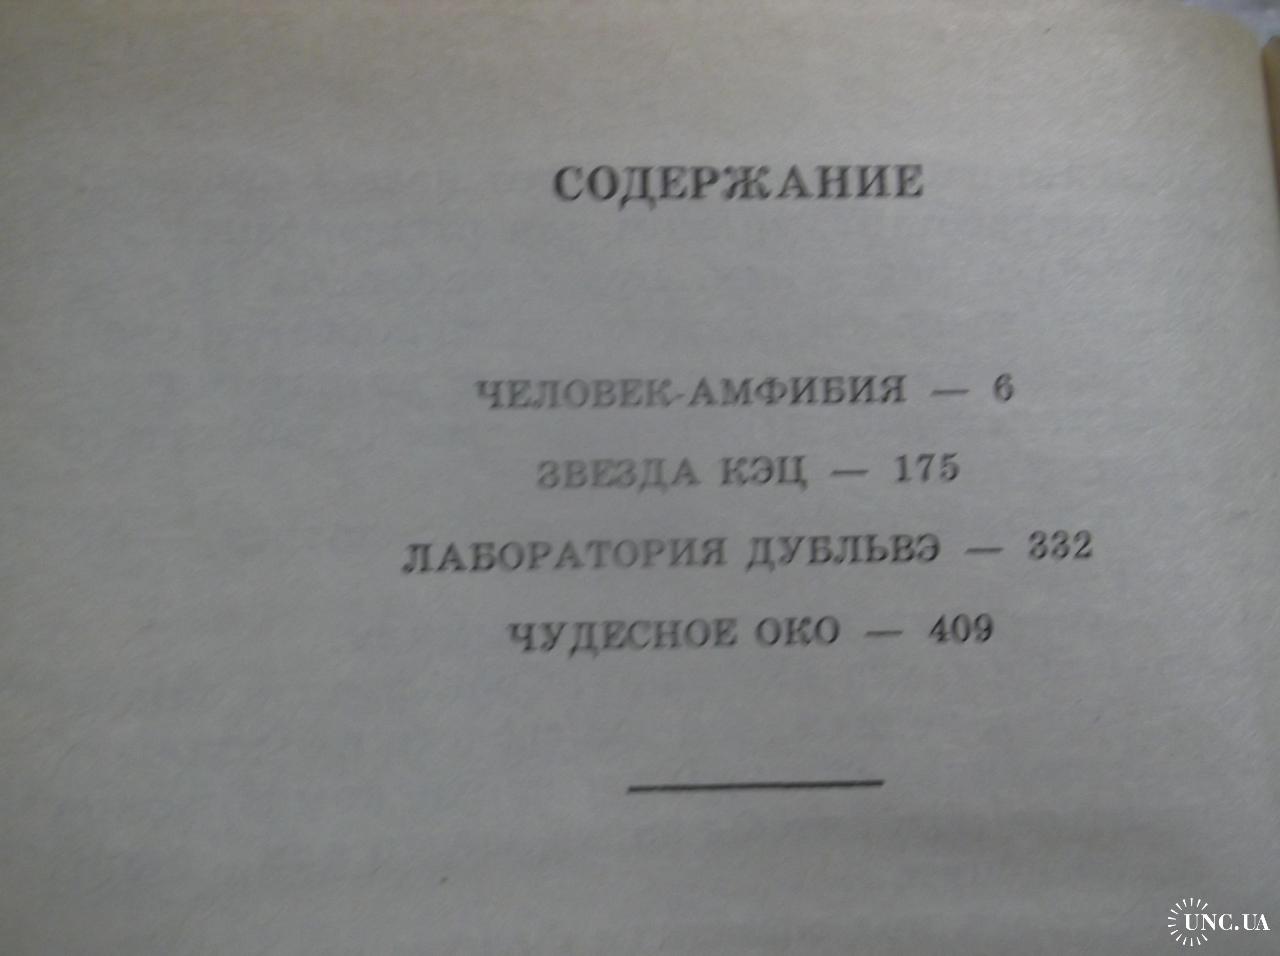 СОДЕРЖАНИЕ
ЧЕЛОВЕК-АМФИБИЯ — 6
ЗВЕЗДА КЭЦ — 175
ЛАБОРАТОРИЯ ДУБЛЬВЭ — 332
ЧУДЕСНОЕ ОКО — 409
UNC.UA